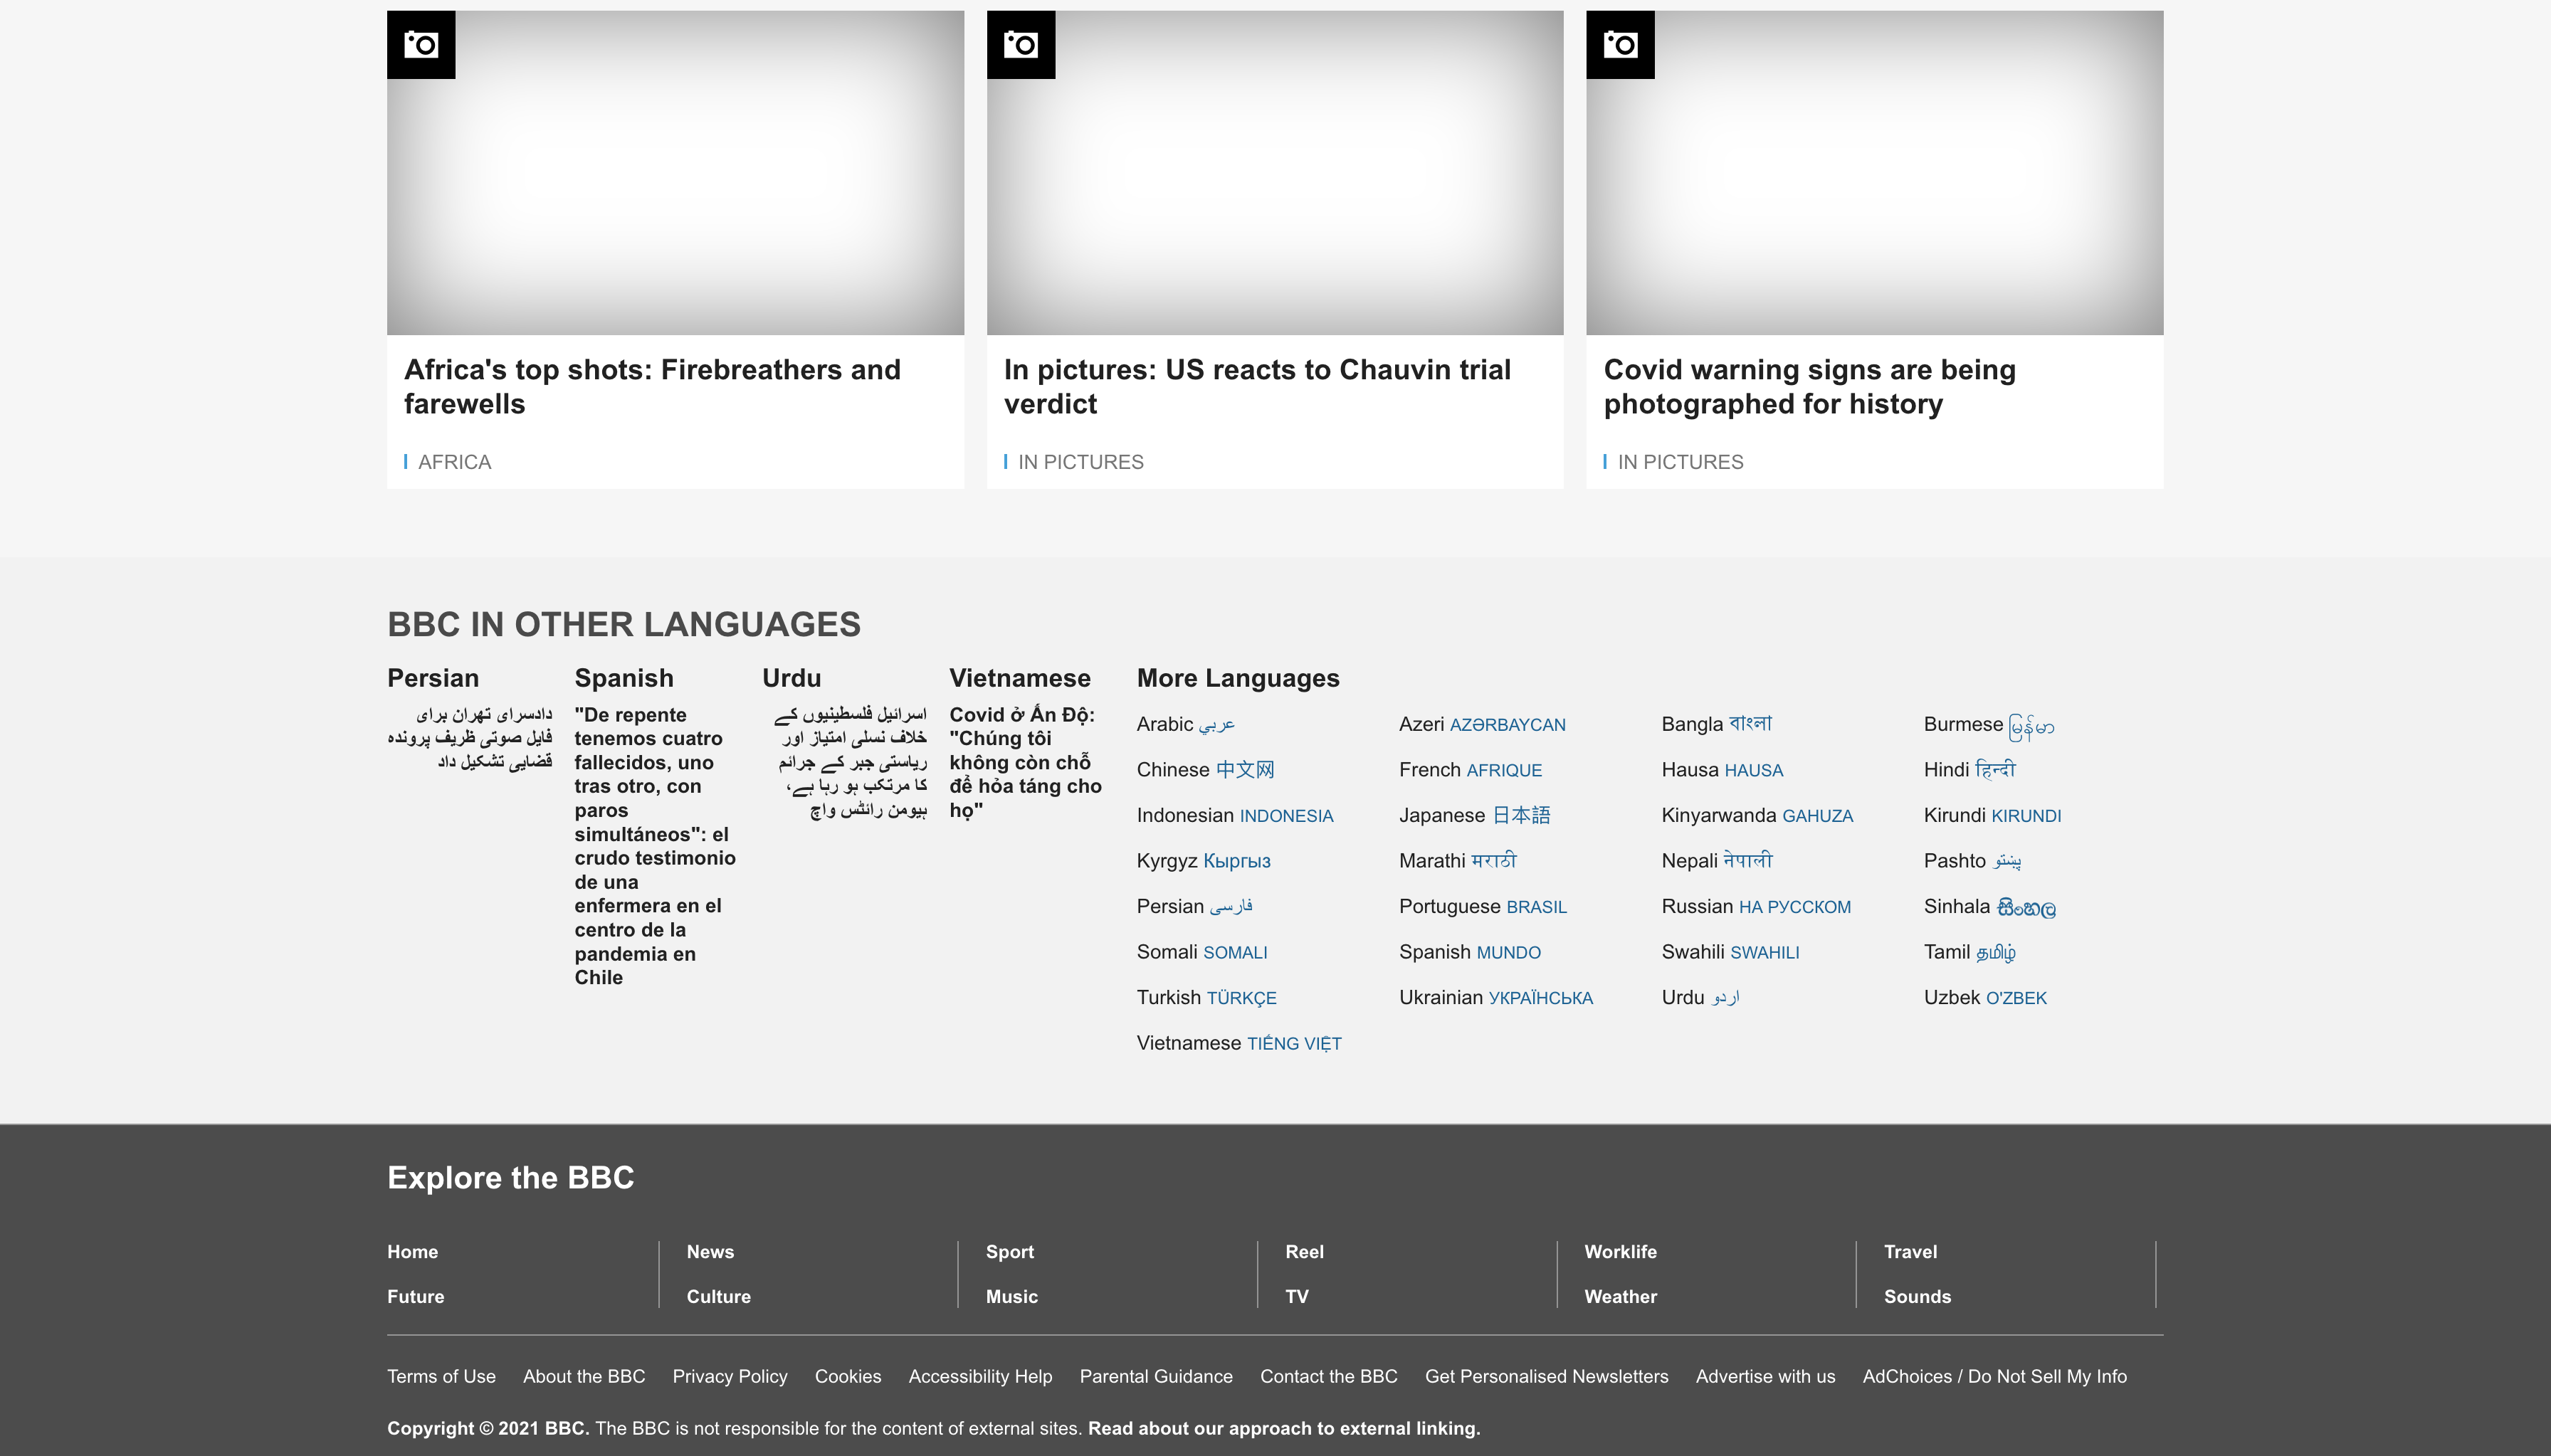 Africa's top shots: Firebreathers and
farewells
AFRICA
In pictures: US reacts to Chauvin trial
verdict
IN PICTURES
Covid warning signs are being
photographed for history
IN PICTURES
BBC IN OTHER LANGUAGES
Persian
دادسرای تهران برای
فایل صوتی ظریف پرونده
قضایی تشکیل داد
Spanish
"De repente
tenemos cuatro
fallecidos, uno
tras otro, con
paros
simultáneos": el
crudo testimonio
de una
enfermera en el
centro de la
pandemia en
Chile
Urdu
اسرائیل فلسطینیوں کے
خلاف نسلی امتیاز اور
ریاستی جبر کے جرائم
کا مرتکب ہو رہا ہے،
ہیومن رائٹس واچ
Vietnamese
Covid ở Ấn Độ:
"Chúng tôi
không còn chỗ
để hỏa táng cho
họ"
More Languages
Arabic عربي
Azeri AZƏRBAYCAN
Bangla বাংলা
Burmese မြန်မာ
Chinese 中文网
French AFRIQUE
Hausa HAUSA
Hindi हिन्दी
Indonesian INDONESIA
Japanese 日本語
Kinyarwanda GAHUZA
Kirundi KIRUNDI
Kyrgyz Кыргыз
Marathi मराठी
Nepali नेपाली
Pashto پښتو
Persian فارسی
Portuguese BRASIL
Russian НА РУССКОМ
Sinhala සිංහල
Somali SOMALI
Spanish MUNDO
Swahili SWAHILI
Tamil தமிழ்
Turkish TÜRKÇE
Ukrainian УКРАЇНСЬКА
Urdu اردو
Uzbek O'ZBEK
Vietnamese TIẾNG VIỆT
Explore the BBC
Home
News
Sport
Reel
Worklife
Travel
Future
Culture
Music
TV
Weather
Sounds
Terms of Use About the BBC Privacy Policy Cookies Accessibility Help Parental Guidance Contact the BBC Get Personalised Newsletters Advertise with us AdChoices / Do Not Sell My Info
Copyright © 2021 BBC. The BBC is not responsible for the content of external sites. Read about our approach to external linking.